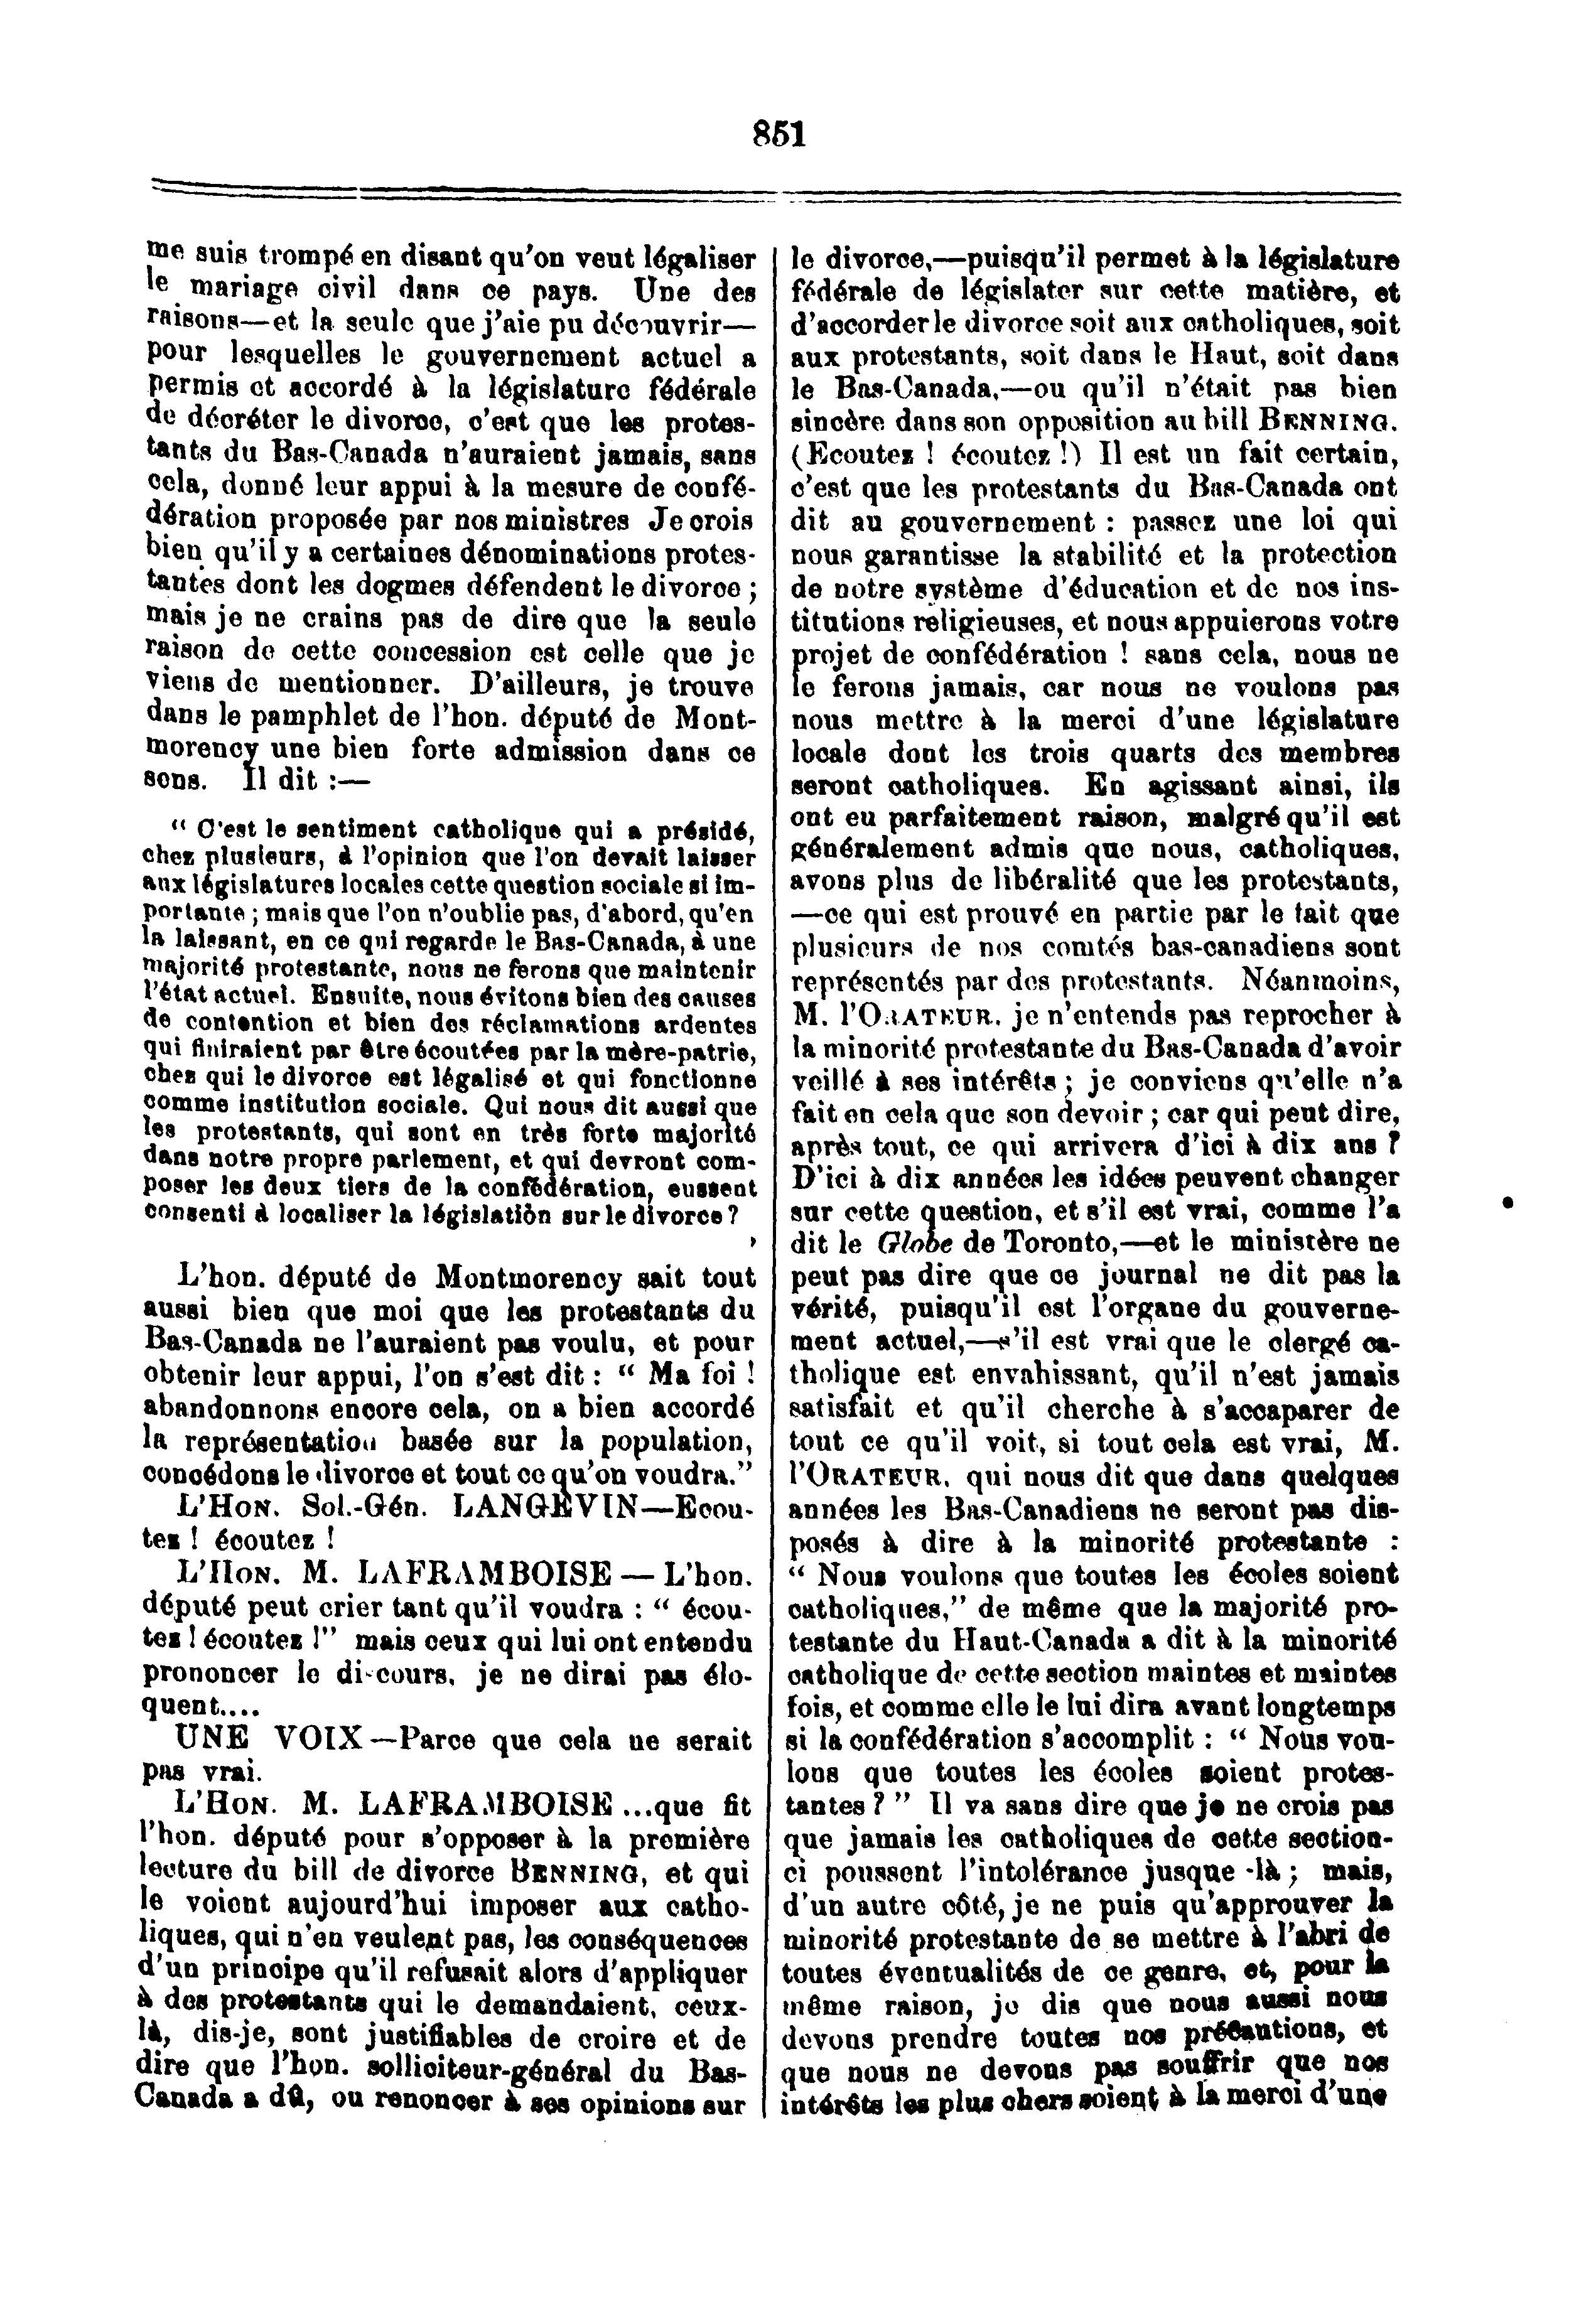 851
me suis trompé en disant qu'on veut légaliser
le mariage civil dans ce pays. Une des
raisons—et la seule que j'aie pu découvrir—
pour lesquelles le gouvernement actuel a
permis et accordé à la législature fédérale
de décréter le divorce, c'est que les protes-
tants du Bas-Canada n'auraient jamais, sans
cela, donné leur appui à la mesure de confé-
dération proposée par nos ministres Je crois
bien qu'il y a certaines dénominations protes-
tantes dont les dogmes défendent le divorce ;
mais je ne crains pas de dire que la seule
raison de cette concession est celle que je
viens de mentionner. D'ailleurs, je trouve
dans le pamphlet de l'hon. député de Mont-
morency une bien forte admission dans ce
sens. Il dit :—
“ C'est le sentiment catholique qui a présidé,
chez plusieurs, à l'opinion que l'on devait laisser
aux législatures locales cette question sociale si im-
portante ; mais que l'on n'oublie pas, d'abord, qu'en
la laissant, en ce qui regarde le Bas-Canada, à une
majorité protestante, nous ne ferons que maintenir
l'état actuel. Ensuite, nous évitons bien des causes
de contention et bien des réclamations ardentes
qui finiraient par être écoutées par la mère-patrie,
chez qui le divorce est légalisé et qui fonctionne
comme institution sociale. Qui nous dit aussi que
les protestants, qui sont en très forte majorité
dans notre propre parlement, et qui devront com-
poser les deux tiers de la confédération, eussent
consenti à localiser la législation sur le divorce ?
L'hon. député de Montmorency sait tout
aussi bien que moi que les protestants du
Bas-Canada ne l'auraient pas voulu, et pour
obtenir leur appui, l'on s'est dit : “ Ma foi !
abandonnons encore cela, on a bien accordé
la représentation basée sur la population,
concédons le divorce et tout ce qu'on voudra.”
L'HON. Sol.-Gén. LANGEVIN—Ecou-
tez ! écoutez !
L'HON. M. LAFRAMBOISE — L'hon.
député peut crier tant qu'il voudra : “ écou-
tez ! écoutez !” mais ceux qui lui ont entendu
prononcer le discours, je ne dirai pas élo-
quent....
UNE VOIX—Parce que cela ne serait
pas vrai.
L'HON. M. LAFRAMBOISE ...que fit
l'hon. député pour s'opposer à la première
lecture du bill de divorce BENNING, et qui
le voient aujourd'hui imposer aux catho-
liques, qui n'en veulent pas, les conséquences
d'un principe qu'il refusait alors d'appliquer
à des protestants qui le demandaient, ceux-
là, dis-je, sont justifiables de croire et de
dire que l'hon. solliciteur-général du Bas-
Canada a dû, ou renoncer à ses opinions sur
le divorce,—puisqu'il permet à la législature
fédérale de législater sur cette matière, et
d'accorder le divorce soit aux catholiques, soit
aux protestants, soit dans le Haut, soit dans
le Bas-Canada,—ou qu'il n'était pas bien
sincère dans son opposition au bill BENNING.
(Ecoutez ! écoutez !) Il est un fait certain,
c'est que les protestants du Bas-Canada ont
dit au gouvernement : passez une loi qui
nous garantisse la stabilité et la protection
de notre système d'éducation et de nos ins-
titutions religieuses, et nous appuierons votre
projet de confédération ! sans cela, nous ne
le ferons jamais, car nous ne voulons pas
nous mettre à la merci d'une législature
locale dont les trois quarts des membres
seront catholiques. En agissant ainsi, ils
ont eu parfaitement raison, malgré qu'il est
généralement admis que nous, catholiques,
avons plus de libéralité que les protestants,
—ce qui est prouvé en partie par le fait que
plusieurs de nos comtés bas-canadiens sont
représentés par des protestants. Néanmoins,
M. l'ORATEUR, je n'entends pas reprocher à
la minorité protestante du Bas-Canada d'avoir
veillé à ses intérêts ; je conviens qu'elle n'a
fait en cela que son devoir ; car qui peut dire,
après tout, ce qui arrivera d'ici à dix ans ?
D'ici à dix années les idées peuvent changer
sur cette question, et s'il est vrai, comme l'a
dit le Globe de Toronto,—et le ministère ne
peut pas dire que ce journal ne dit pas la
vérité, puisqu'il est l'organe du gouverne-
ment actuel,—s'il est vrai que le clergé ca-
tholique est envahissant, qu'il n'est jamais
satisfait et qu'il cherche à s'accaparer de
tout ce qu'il voit, si tout cela est vrai, M.
l'ORATEUR, qui nous dit que dans quelques
années les Bas-Canadiens ne seront pas dis-
posés à dire à la minorité protestante :
“ Nous voulons que toutes les écoles soient
catholiques,” de même que la majorité pro-
testante du Haut-Canada a dit à la minorité
catholique de cette section maintes et maintes
fois, et comme elle le lui dira avant longtemps
si la confédération s'accomplit : “ Nous vou-
lons que toutes les écoles soient protes-
tantes ? ” Il va sans dire que je ne crois pas
que jamais les catholiques de cette section-
ci poussent l'intolérance jusque -là ; mais,
d'un autre côté, je ne puis qu'approuver la
minorité protestante de se mettre à l'abri de
toutes éventualités de ce genre, et, pour la
même raison, je dis que nous aussi nous
devons prendre toutes nos précautions, et
que nous ne devons pas souffrir que nos
intérêts les plus chers soient à la merci d'une